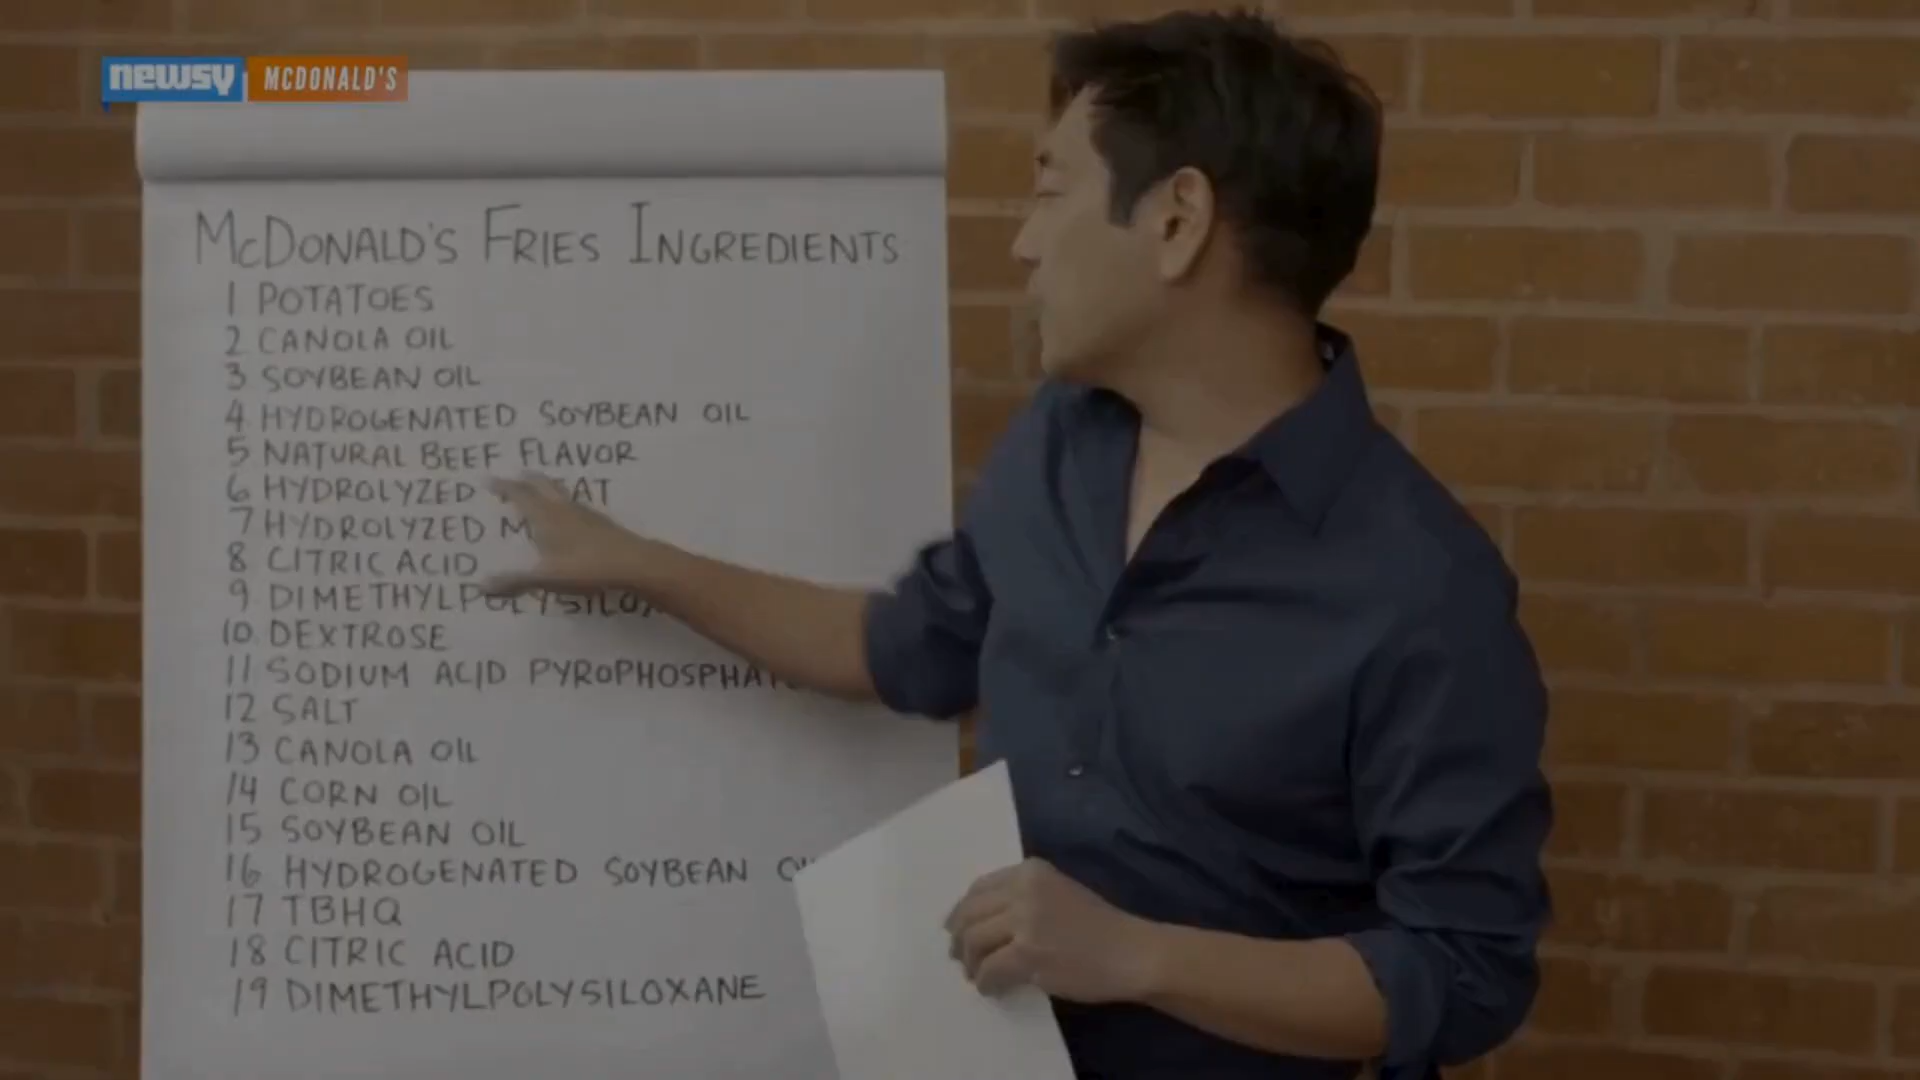 newsy MCDONALD'S
McDONALD'S FRIES INGREDIENTS
1 POTATOES
2 CANOLA OIL
3 SOYBEAN OIL
4 HYDROGENATED SOYBEAN OIL
5 NATURAL BEEF FLAVOR
6 HYDROLYZED
7 HYDROLYZED
8 CITRIC ACID
9
10 DEXTROSE
11 SODIUM ACID
12 SALT
13 CANOLA OIL
14 CORN OIL
15 SOYBEAN OIL
16 HYDROGENATED SOYBEAN
17 TBHQ
18 CITRIC ACID
19 DIMETHYLPOLYSILOXANE